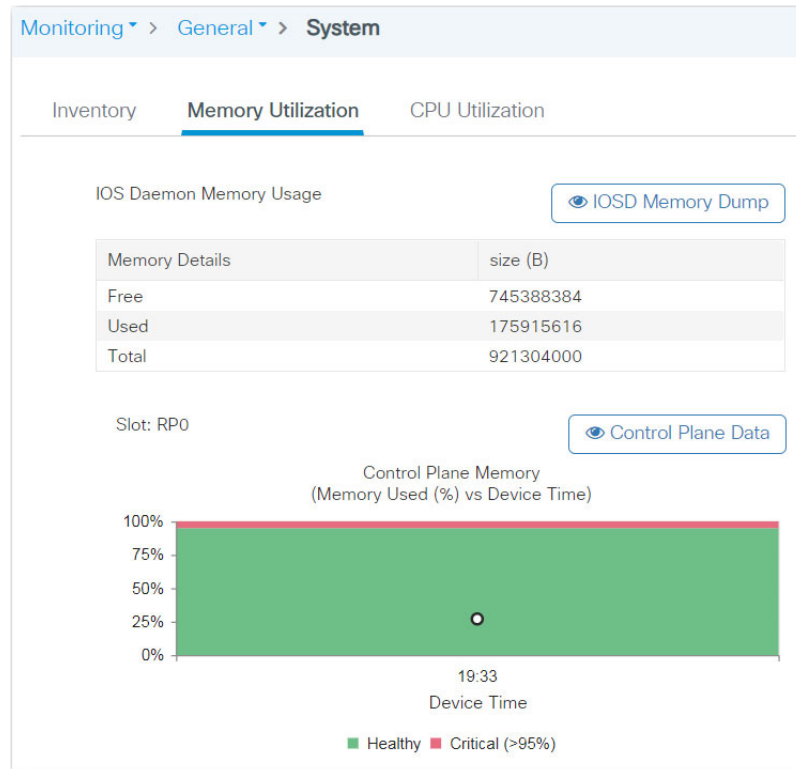 Monitoring > General > System
Inventory Memory Utilization CPU Utilization
IOS Daemon Memory Usage
IOSD Memory Dump
Memory Details size (B)
Free 745388384
Used 175915616
Total 921304000
Slot: RP0
Control Plane Data
Control Plane Memory
(Memory Used (%) vs Device Time)
100%
75%
50%
25%
0%
19:33
Device Time
Healthy Critical (>95%)